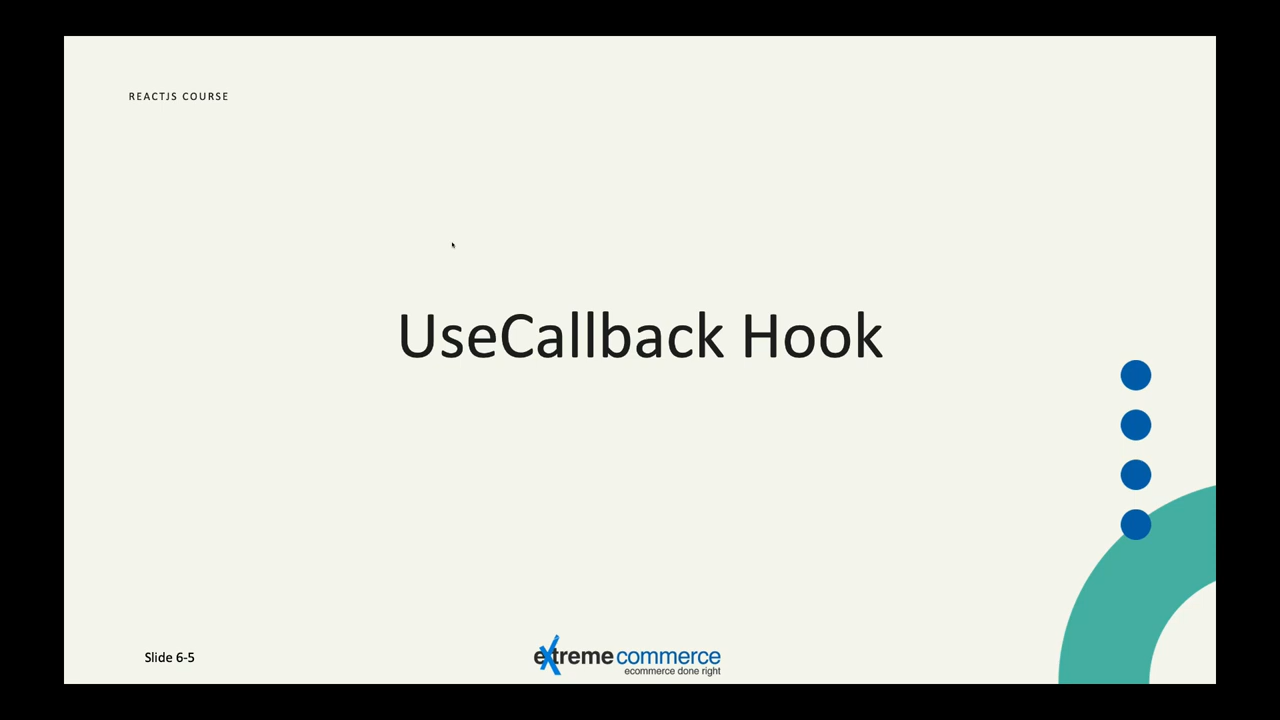 REACTJS COURSE
UseCallback Hook
Slide 6-5
extreme commerce
ecommerce done right